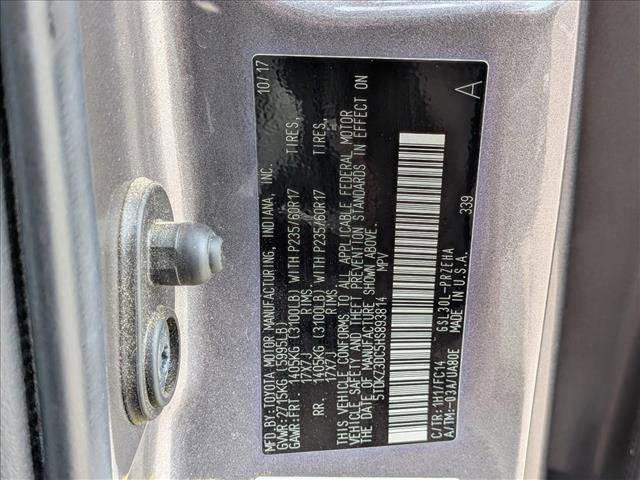 MFD.BY:TOYOTA MOTOR MANUFACTURING, INDIANA, INC. 10/17
GVWR:2715KG (5985LB)
GAWR:FRT. 1405KG (3100LB) WITH P235/60R17 TIRES,
17X7J RIMS,
RR 1405KG (3100LB) WITH P235/60R17 TIRES,
17X7J RIMS.
THIS VEHICLE CONFORMS TO ALL APPLICABLE FEDERAL MOTOR
VEHICLE SAFETY AND THEFT PREVENTION STANDARDS IN EFFECT ON
THE DATE OF MANUFACTURE SHOWN ABOVE.
5TDKZ3DC5HS893814 MPV
C/TR:1H1/FC14 GSL30L-PRZEHA
A/TM:-03A/UA80E MADE IN U.S.A. 339
A